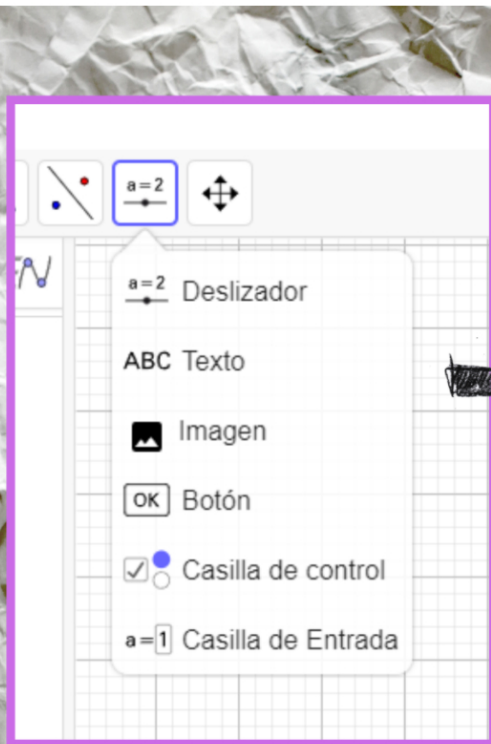 a=2
a=2 Deslizador
ABC Texto
Imagen
OK Botón
Casilla de control
a=1 Casilla de Entrada